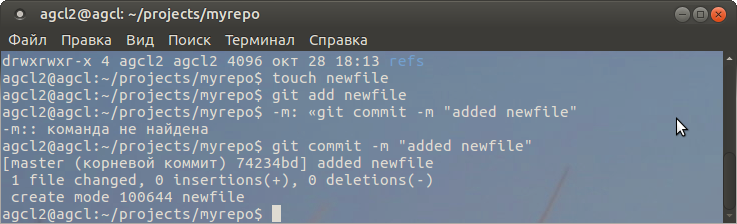 agcl2@agcl: ~/projects/myrepo
Файл Правка Вид Поиск Терминал Справка
drwxrwxr-x 4 agcl2 agcl2 4096 окт 28 18:13 refs
agcl2@agcl:~/projects/myrepo$ touch newfile
agcl2@agcl:~/projects/myrepo$ git add newfile
agcl2@agcl:~/projects/myrepo$ -m: «git commit -m "added newfile"
-m:: команда не найдена
agcl2@agcl:~/projects/myrepo$ git commit -m "added newfile"
[master (корневой коммит) 74234bd] added newfile
 1 file changed, 0 insertions(+), 0 deletions(-)
 create mode 100644 newfile
agcl2@agcl:~/projects/myrepo$